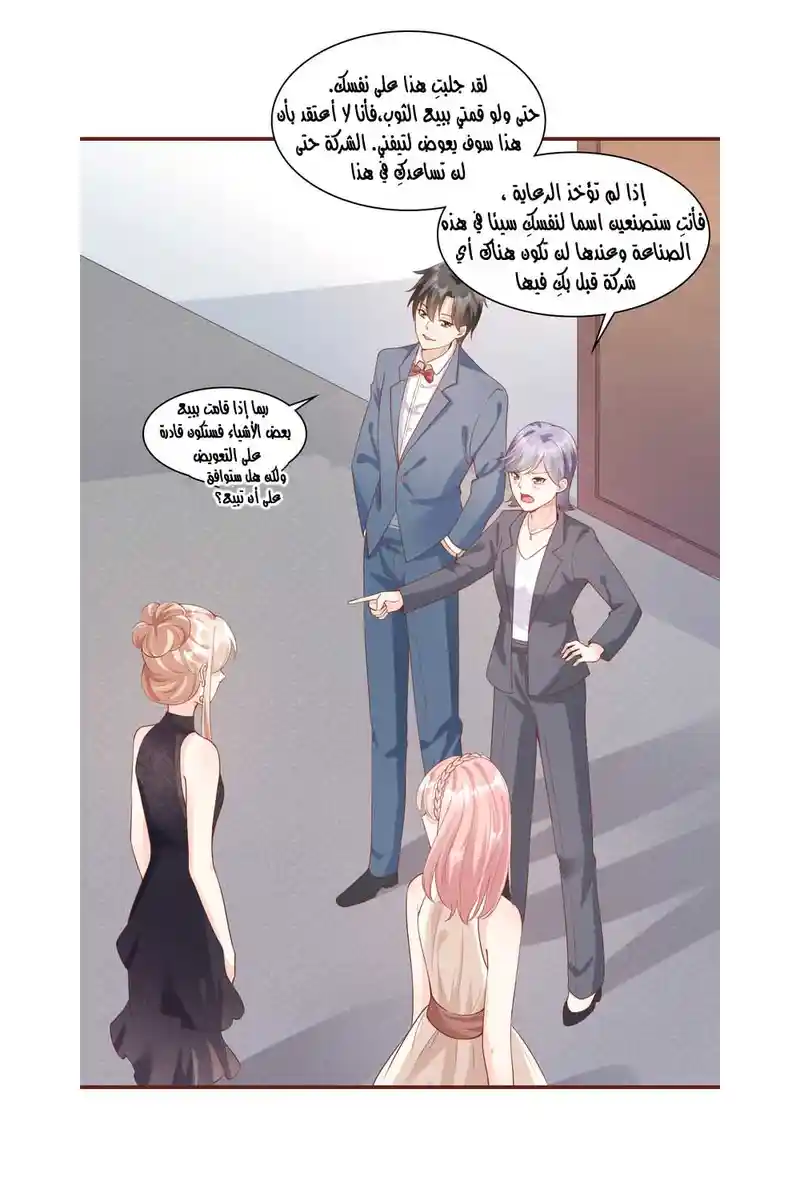 لقد جلبتِ هذا على نفسك.
حتى ولو قمتي ببيع الثوب،فأنا لا أعتقد بأن
هذا سوف يعوض لتيفني. الشركة حتى
لن تساعدكِ في هذا
إذا لم تؤخذ الرعاية ،
فأنتِ ستصنعين اسما لنفسكِ سيئا في هذه
الصناعة وعندها لن تكون هناك أي
شركة قبل بكِ فيها
ربما إذا قامت ببيع
بعض الأشياء فستكون قادرة
على التعويض
ولكن هل ستوافق
على أن تبيع؟